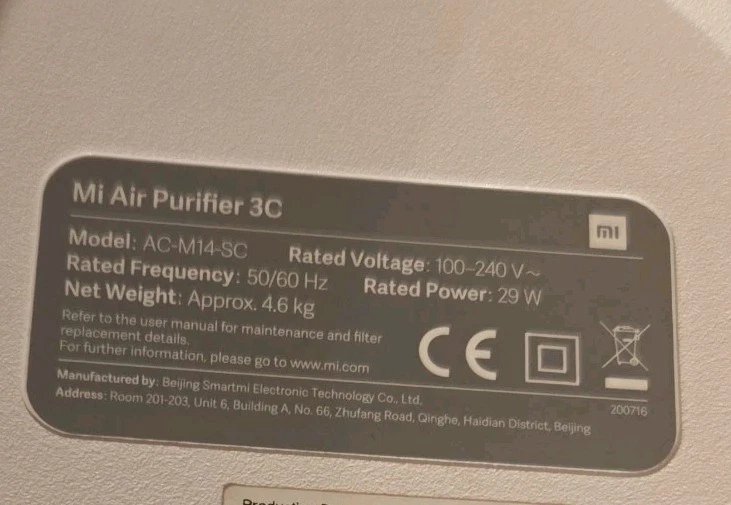 Mi Air Purifier 3C
mi
Model: AC-M14-SC Rated Voltage: 100-240 V~
Rated Frequency: 50/60 Hz Rated Power: 29 W
Net Weight: Approx. 4.6 kg
Refer to the user manual for maintenance and filter
replacement details.
For further information, please go to www.mi.com
CE
200716
Manufactured by: Beijing Smartmi Electronic Technology Co., Ltd.
Address: Room 201-203, Unit 6, Building A, No. 66, Zhufang Road, Qinghe, Haidian District, Beijing